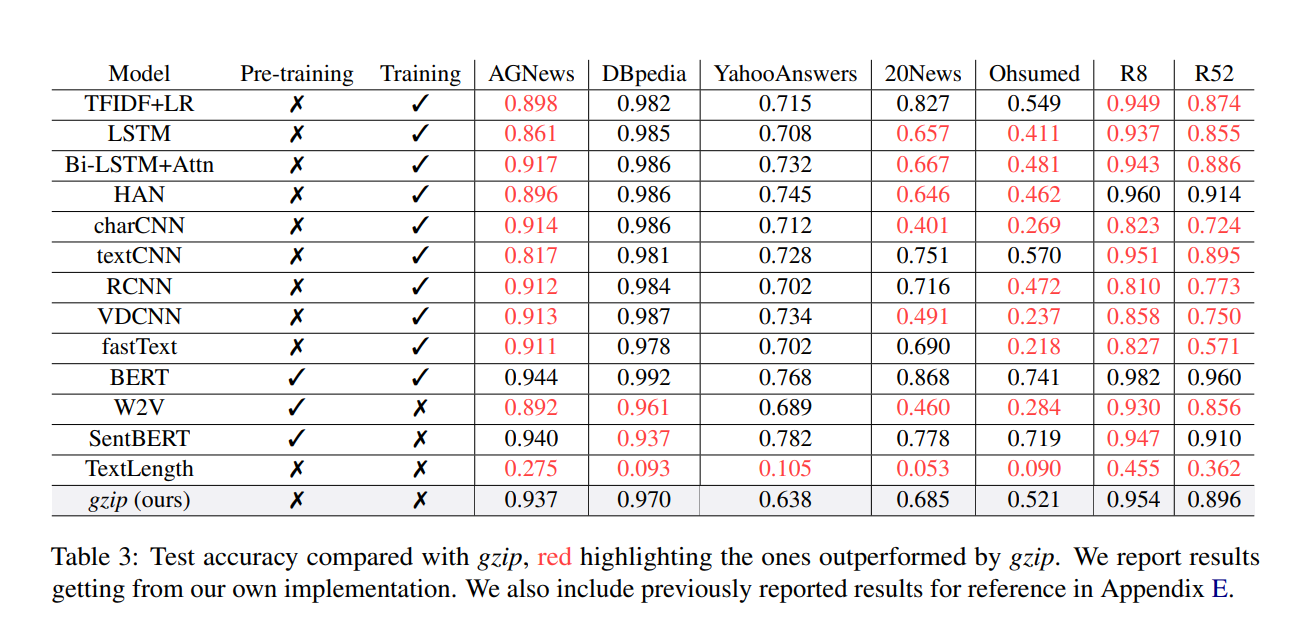 Model Pre-training Training AGNews DBpedia YahooAnswers 20News Ohsumed R8 R52
TFIDF+LR ✗ ✓ 0.898 0.982 0.715 0.827 0.549 0.949 0.874
LSTM ✗ ✓ 0.861 0.985 0.708 0.657 0.411 0.937 0.855
Bi-LSTM+Attn ✗ ✓ 0.917 0.986 0.732 0.667 0.481 0.943 0.886
HAN ✗ ✓ 0.896 0.986 0.745 0.646 0.462 0.960 0.914
charCNN ✗ ✓ 0.914 0.986 0.712 0.401 0.269 0.823 0.724
textCNN ✗ ✓ 0.817 0.981 0.728 0.751 0.570 0.951 0.895
RCNN ✗ ✓ 0.912 0.984 0.702 0.716 0.472 0.810 0.773
VDCNN ✗ ✓ 0.913 0.987 0.734 0.491 0.237 0.858 0.750
fastText ✗ ✓ 0.911 0.978 0.702 0.690 0.218 0.827 0.571
BERT ✓ ✓ 0.944 0.992 0.768 0.868 0.741 0.982 0.960
W2V ✓ ✗ 0.892 0.961 0.689 0.460 0.284 0.930 0.856
SentBERT ✓ ✗ 0.940 0.937 0.782 0.778 0.719 0.947 0.910
TextLength ✗ ✗ 0.275 0.093 0.105 0.053 0.090 0.455 0.362
gzip (ours) ✗ ✗ 0.937 0.970 0.638 0.685 0.521 0.954 0.896
Table 3: Test accuracy compared with gzip, red highlighting the ones outperformed by gzip. We report results
getting from our own implementation. We also include previously reported results for reference in Appendix E.